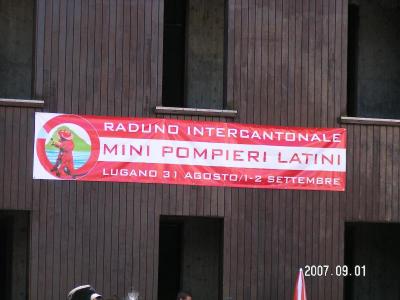 RADUNO INTERCANTONALE
MINI POMPIERI LATINI
LUGANO 31 AGOSTO/1-2 SETTEMBRE
2007.09.01